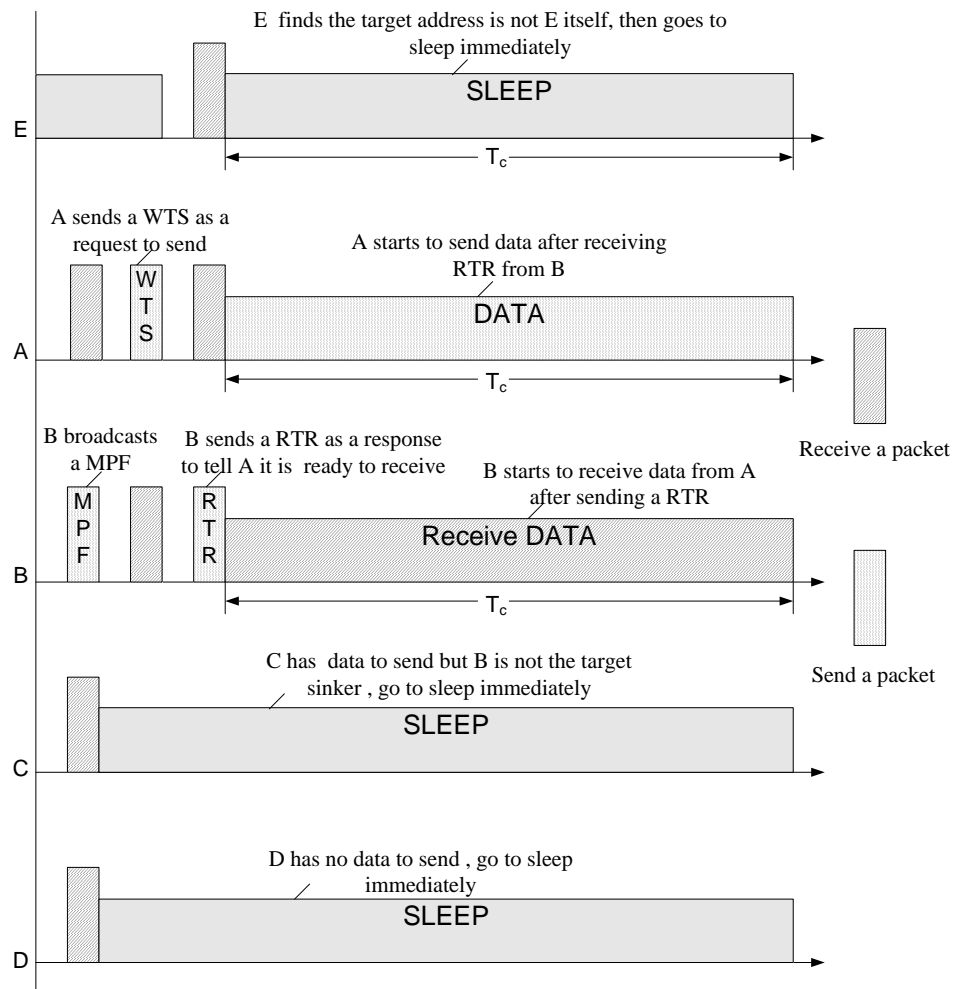 E finds the target address is not E itself, then goes to
sleep immediately
SLEEP
E
Tc
A sends a WTS as a
request to send
A starts to send data after receiving
RTR from B
WTS
DATA
A
Tc
Receive a packet
B broadcasts
a MPF
B sends a RTR as a response
to tell A it is ready to receive
B starts to receive data from A
after sending a RTR
MPF
RTR
Receive DATA
B
Tc
Send a packet
C has data to send but B is not the target
sinker , go to sleep immediately
SLEEP
C
D has no data to send , go to sleep
immediately
SLEEP
D